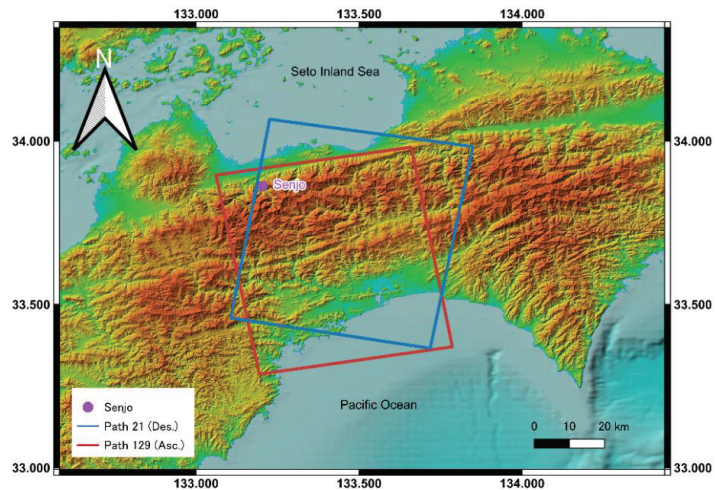 133.000 133.500 134.000
N
Seto Inland Sea
34.000 34.000
Senjo
33.500 33.500
Senjo
Path 21 (Des.)
Path 129 (Asc.)
Pacific Ocean
0 10 20 km
33.000 33.000
133.000 133.500 134.000